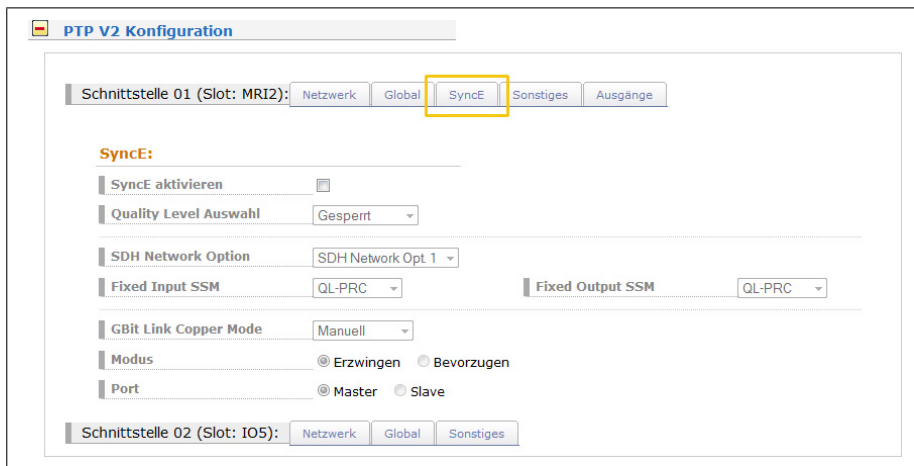 PTP V2 Konfiguration
Schnittstelle 01 (Slot: MRI2): Netzwerk Global SyncE Sonstiges Ausgänge
SyncE:
SyncE aktivieren
Quality Level Auswahl Gesperrt
SDH Network Option SDH Network Opt. 1
Fixed Input SSM QL-PRC Fixed Output SSM QL-PRC
GBit Link Copper Mode Manuell
Modus Erzwingen Bevorzugen
Port Master Slave
Schnittstelle 02 (Slot: IO5): Netzwerk Global Sonstiges